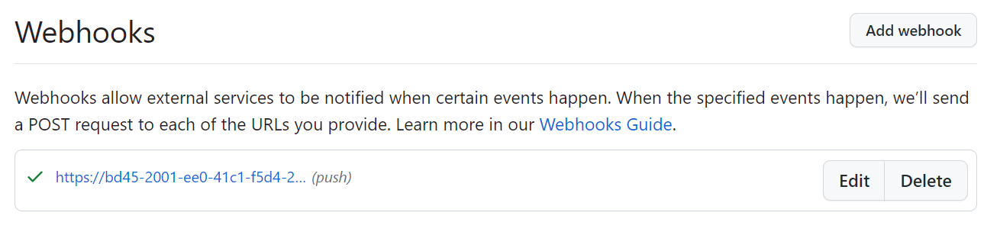 Webhooks
Add webhook
Webhooks allow external services to be notified when certain events happen. When the specified events happen, we’ll send
a POST request to each of the URLs you provide. Learn more in our Webhooks Guide.
https://bd45-2001-ee0-41c1-f5d4-2... (push)
Edit
Delete